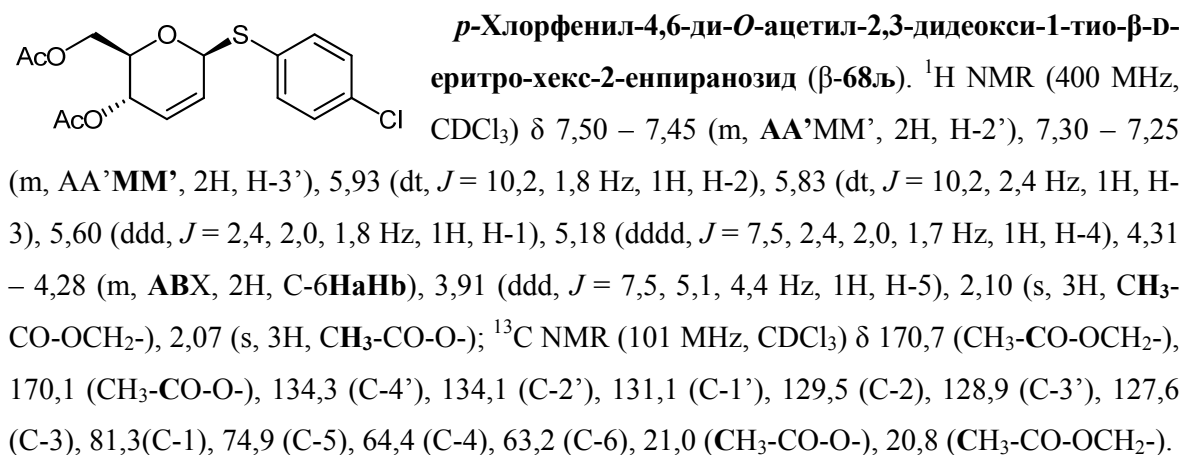 p-Хлорфенил-4,6-ди-O-ацетил-2,3-дидеокси-1-тио-β-D-
еритро-хекс-2-енпиранозид (β-68љ). ¹H NMR (400 MHz,
CDCl₃) δ 7,50 – 7,45 (m, AA’MM’, 2H, H-2’), 7,30 – 7,25
(m, AA’MM’, 2H, H-3’), 5,93 (dt, J = 10,2, 1,8 Hz, 1H, H-2), 5,83 (dt, J = 10,2, 2,4 Hz, 1H, H-
3), 5,60 (ddd, J = 2,4, 2,0, 1,8 Hz, 1H, H-1), 5,18 (dddd, J = 7,5, 2,4, 2,0, 1,7 Hz, 1H, H-4), 4,31
– 4,28 (m, ABX, 2H, C-6HaHb), 3,91 (ddd, J = 7,5, 5,1, 4,4 Hz, 1H, H-5), 2,10 (s, 3H, CH₃-
CO-OCH₂-), 2,07 (s, 3H, CH₃-CO-O-); ¹³C NMR (101 MHz, CDCl₃) δ 170,7 (CH₃-CO-OCH₂-),
170,1 (CH₃-CO-O-), 134,3 (C-4’), 134,1 (C-2’), 131,1 (C-1’), 129,5 (C-2), 128,9 (C-3’), 127,6
(C-3), 81,3(C-1), 74,9 (C-5), 64,4 (C-4), 63,2 (C-6), 21,0 (CH₃-CO-O-), 20,8 (CH₃-CO-OCH₂-).
O
S
AcO
AcO
Cl